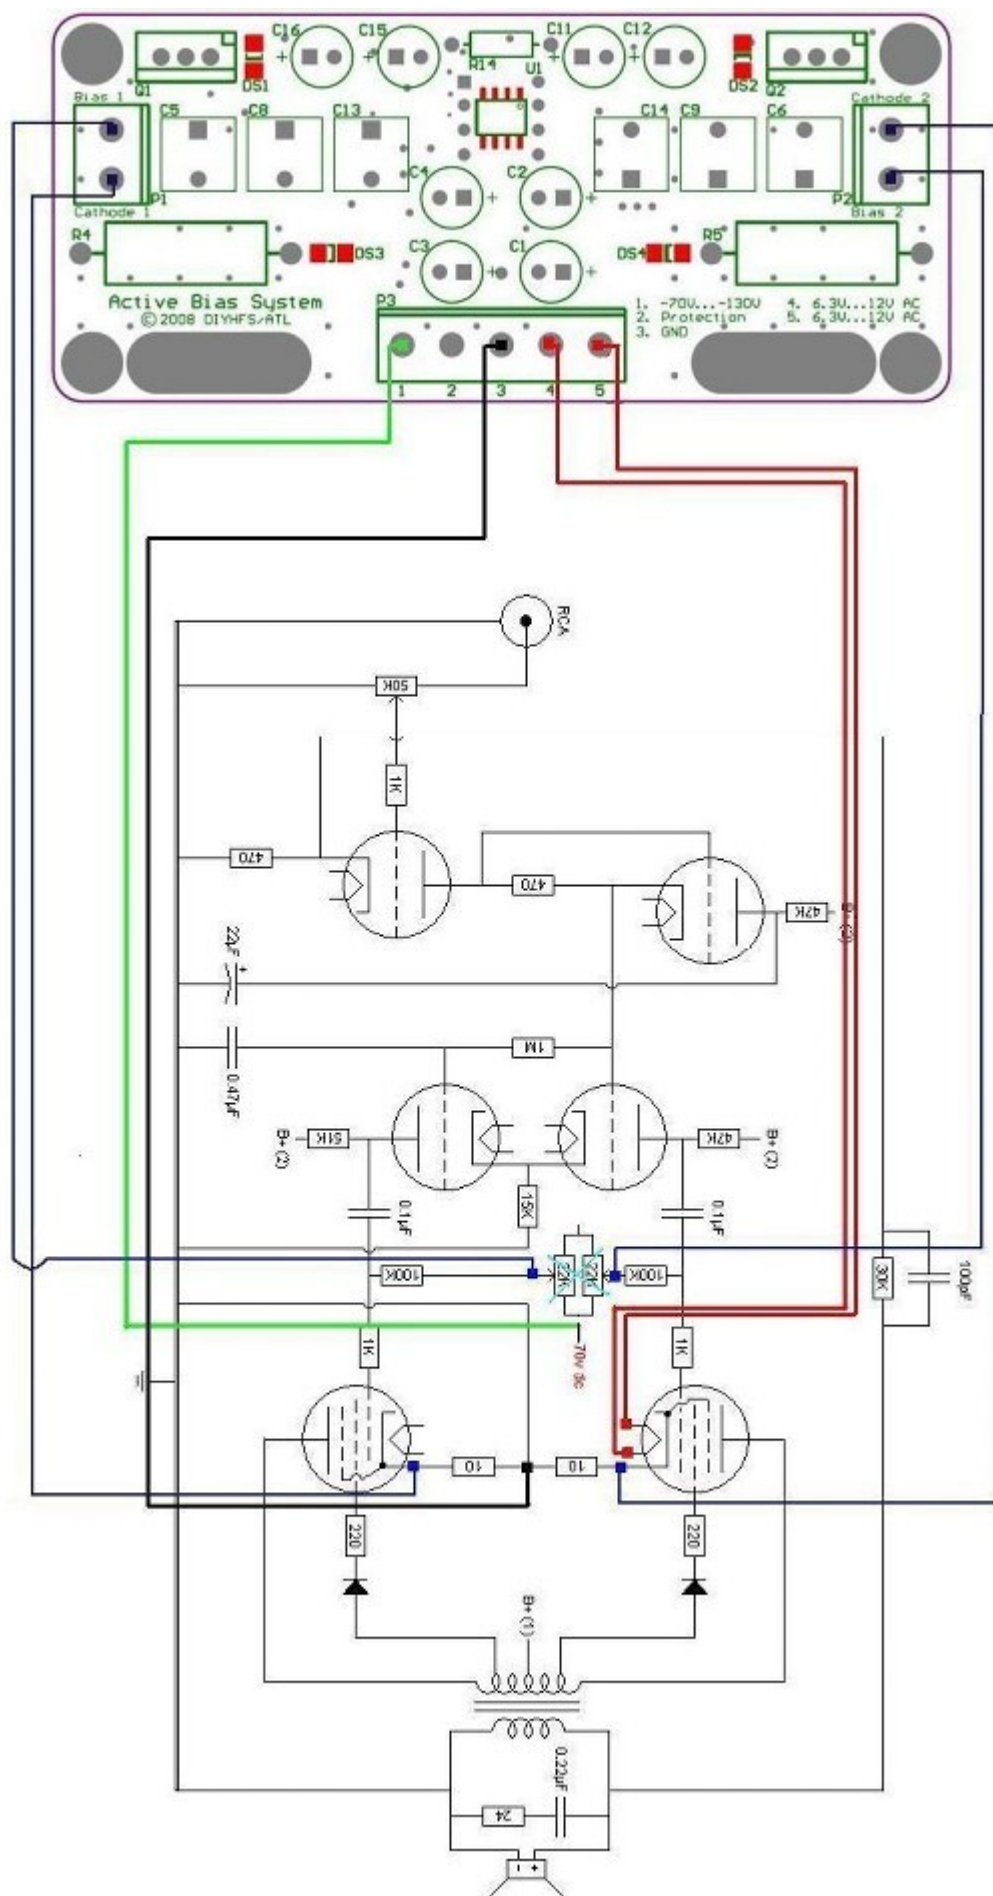 C16
C15
C11
C12
R14
U1
Q1
DS1
DS2
Q2
Bias 1
Cathode 2
C5
C8
C13
C14
C9
C6
C4
C2
P1
P2
Cathode 1
Bias 2
R4
DS3
C3
C1
DS4
R5
Active Bias System
© 2008 DIYHFS/ATL
P3
1. -70V...-130V
2. Protection
3. GND
4. 6.3V...12V AC
5. 6.3V...12V AC
1 2 3 4 5
RCA
50K
1K
470
470
47K
B+ (2)
22µF
+
1M
0.47µF
B+ (2)
51K
47K
B+ (2)
15K
0.1µF
0.1µF
100K
22K
22K
100K
30K
100pF
1K
1K
-70v dc
10
10
220
220
B+ (1)
0.22µF
24
- +